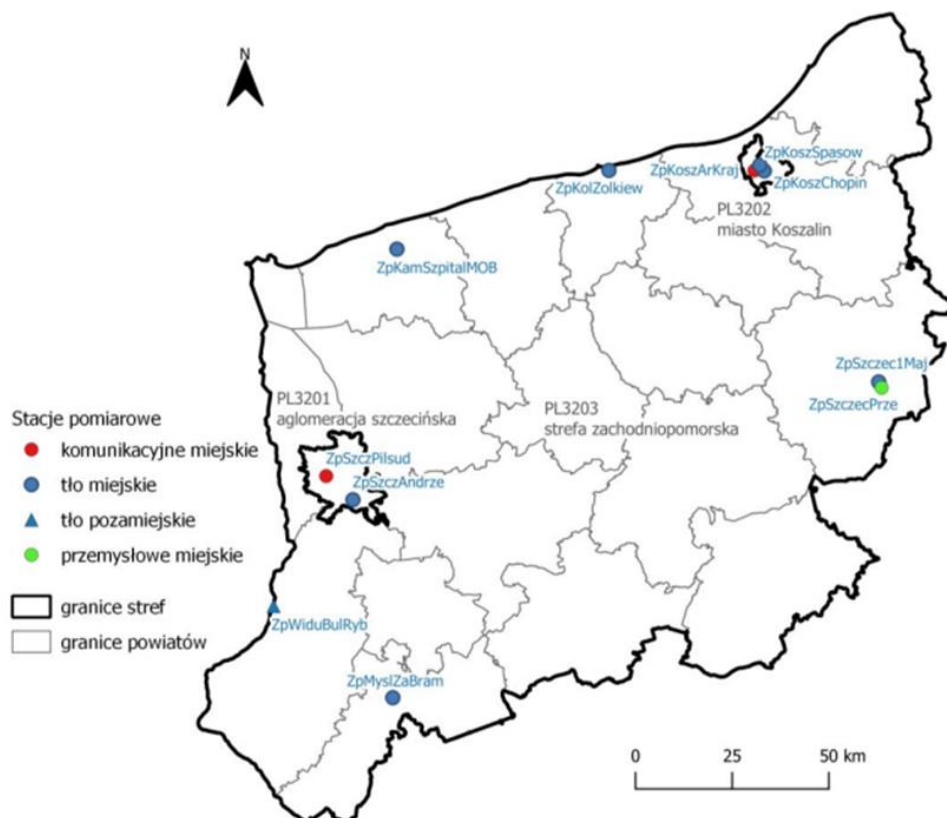 N
ZpKoszSpasow
ZpKoszArKraj
ZpKoszChopin
ZpKolZolkiew
PL3202
miasto Koszalin
ZpKamSzpitalMOB
ZpSzczec1Maj
ZpSzczecPrze
PL3201
aglomeracja szczecińska
PL3203
strefa zachodniopomorska
ZpSzczPilsud
ZpSzczAndrze
ZpWiduBulRyb
ZpMyslZaBram
Stacje pomiarowe
komunikacyjne miejskie
tło miejskie
tło pozamiejskie
przemysłowe miejskie
granice stref
granice powiatów
0 25 50 km